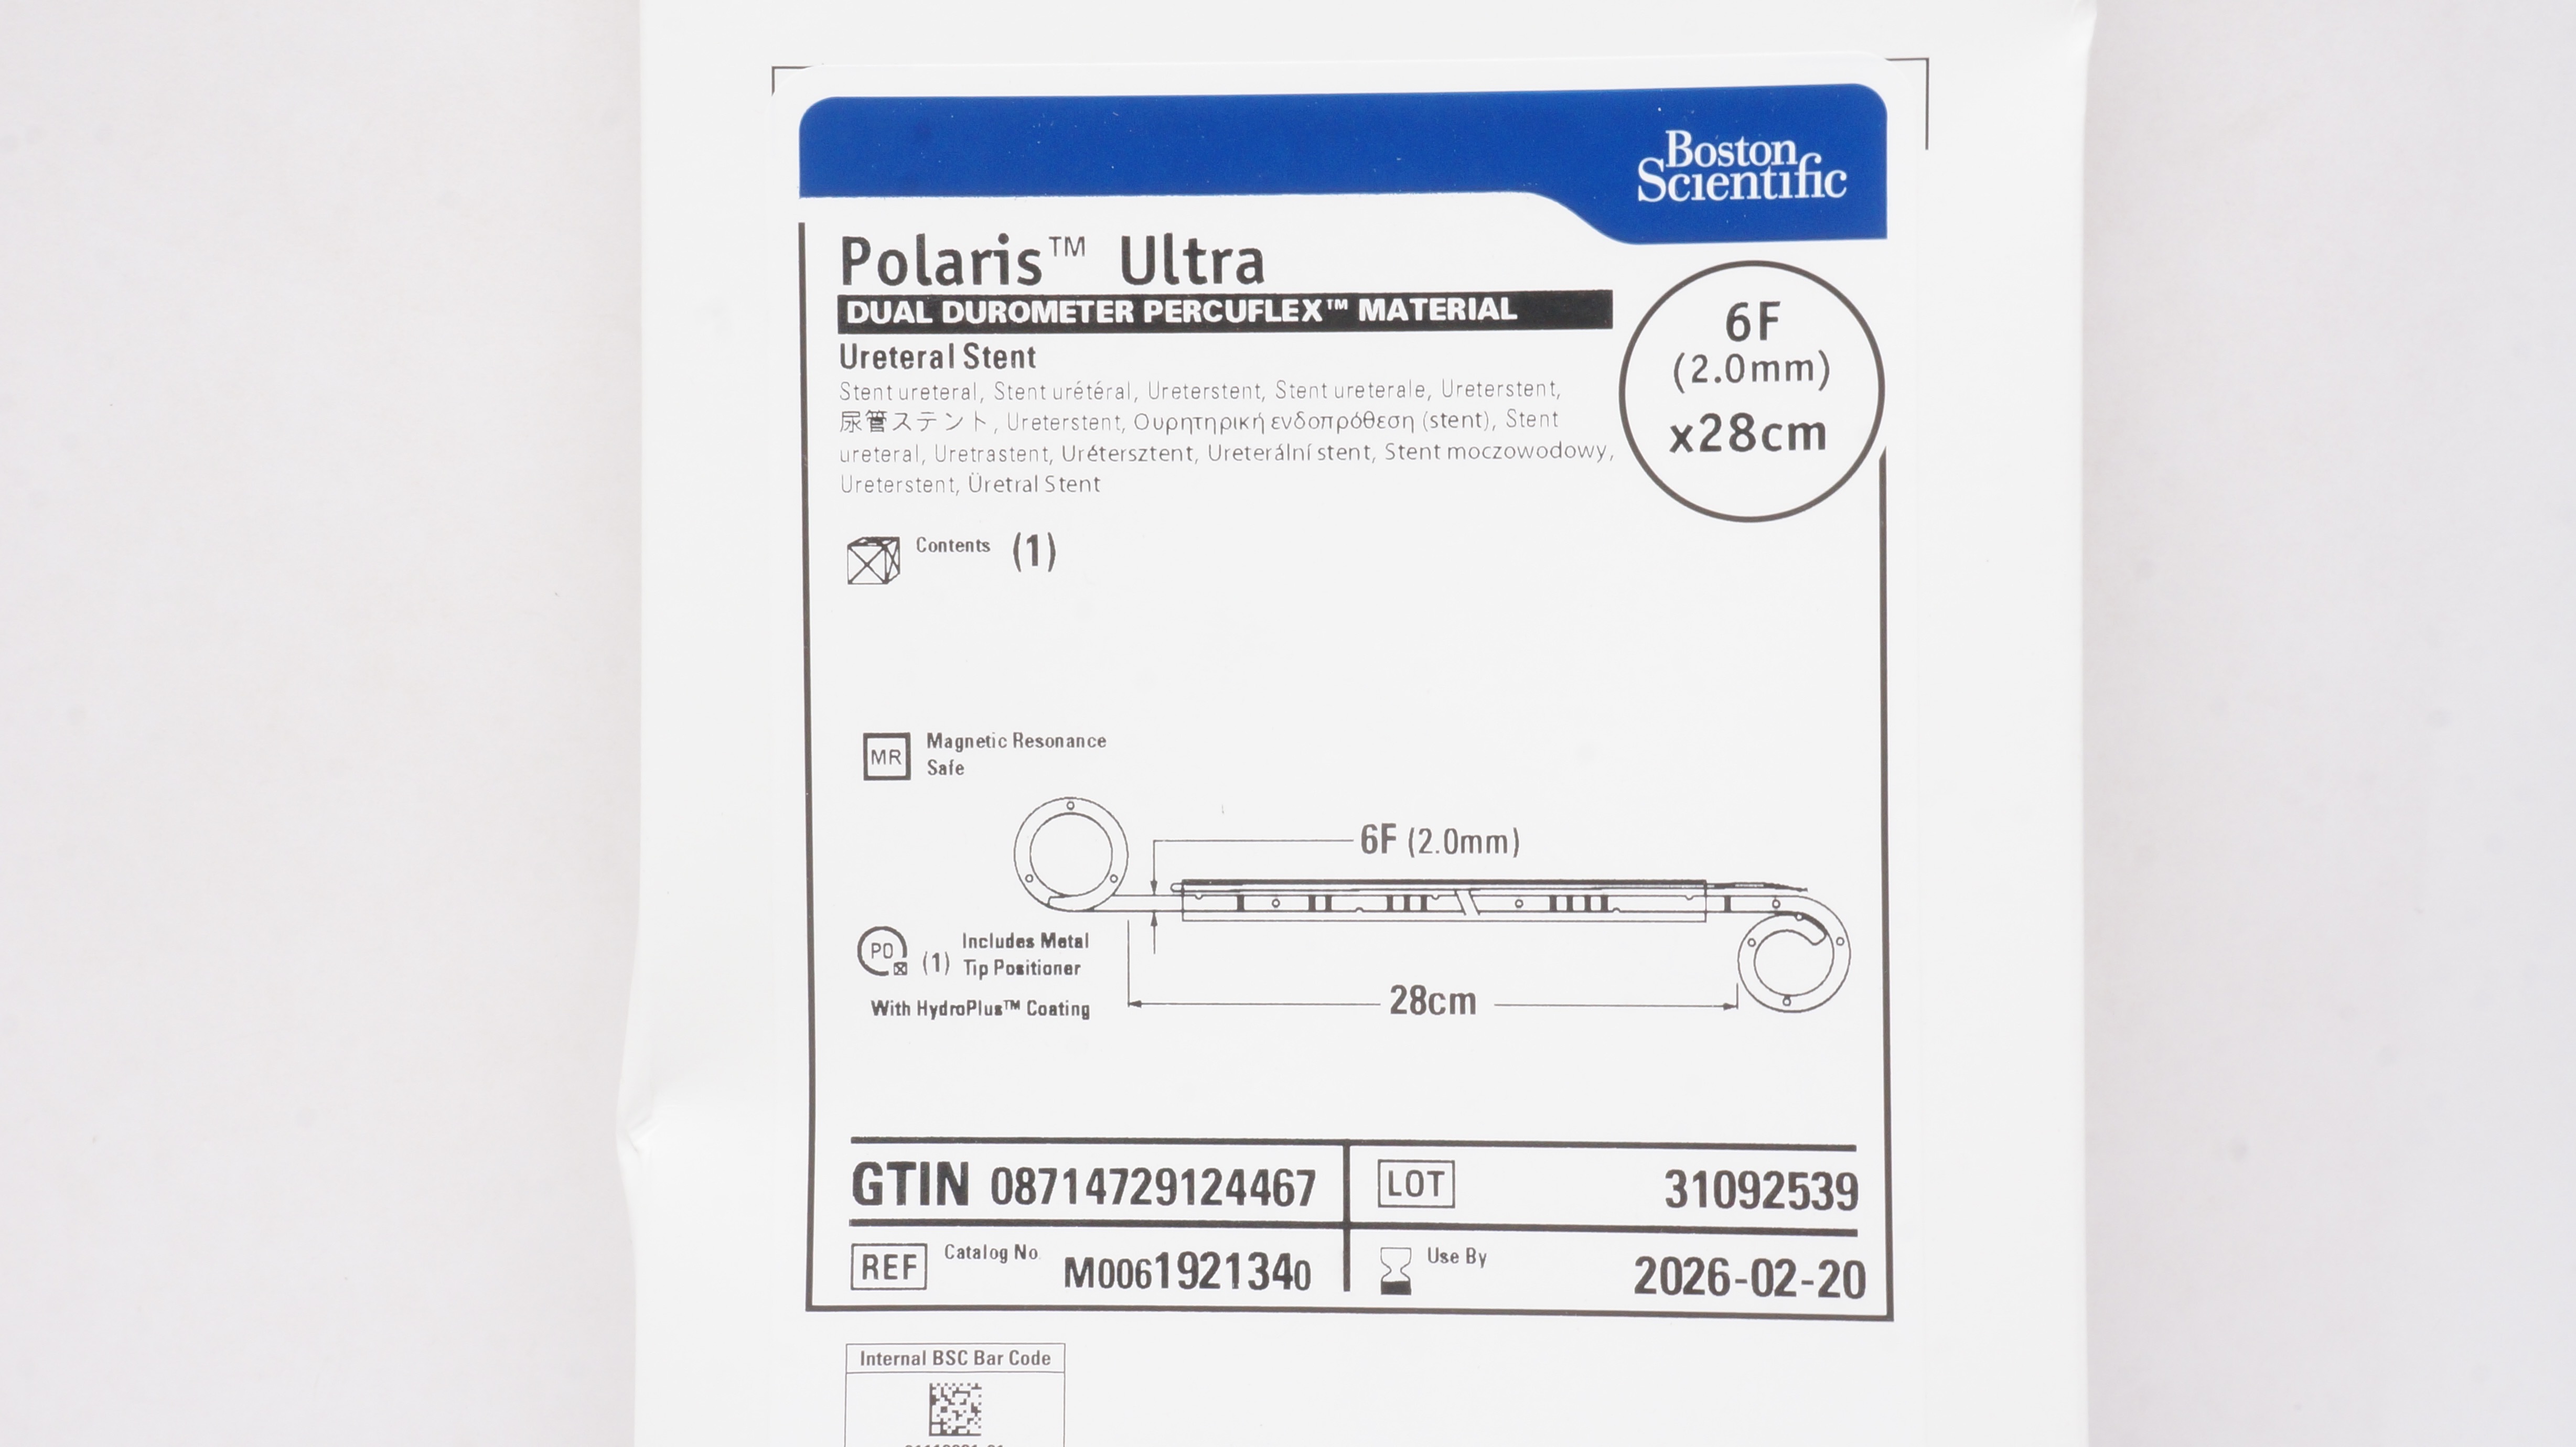 Boston
Scientific
Polaris™ Ultra
DUAL DUROMETER PERCUFLEX™ MATERIAL
Ureteral Stent
Stent ureteral, Stent urétéral, Ureterstent, Stent ureterale, Ureterstent,
尿管ステント, Ureterstent, Ουρητηρική ενδοπρόθεση (stent), Stent
ureteral, Uretrastent, Urétersztent, Ureterální stent, Stent moczowodowy,
Ureterstent, Üretral Stent
6F
(2.0mm)
x28cm
Contents (1)
MR Magnetic Resonance
Safe
6F (2.0mm)
PD (1) Includes Metal
Tip Positioner
With HydroPlus™ Coating
28cm
GTIN 08714729124467
LOT 31092539
REF Catalog No M0061921340
Use By 2026-02-20
Internal BSC Bar Code